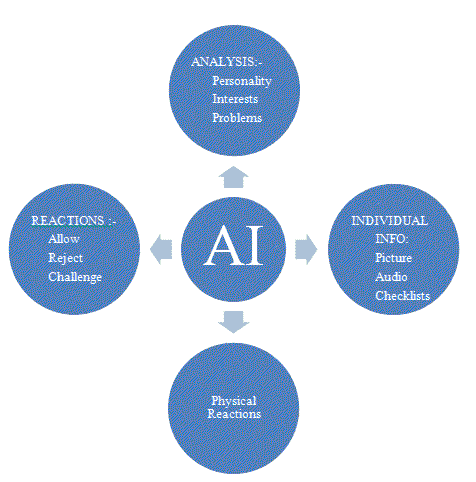 ANALYSIS:-
Personality
Interests
Problems
REACTIONS :-
Allow
Reject
Challenge
AI
INDIVIDUAL
INFO:
Picture
Audio
Checklists
Physical
Reactions